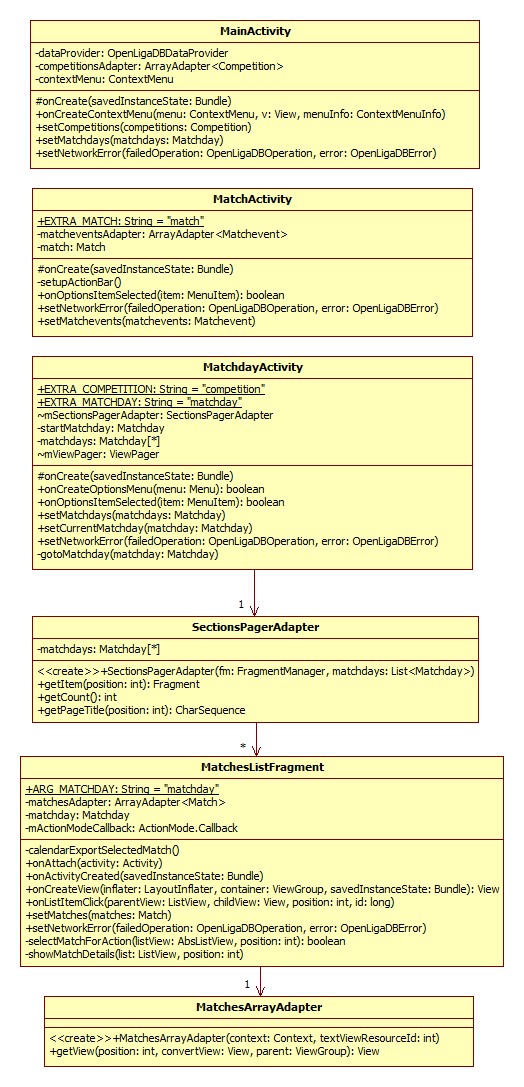 MainActivity
-dataProvider: OpenLigaDBDataProvider
-competitionsAdapter: ArrayAdapter<Competition>
-contextMenu: ContextMenu
#onCreate(savedInstanceState: Bundle)
+onCreateContextMenu(menu: ContextMenu, v: View, menuInfo: ContextMenuInfo)
+setCompetitions(competitions: Competition)
+setMatchdays(matchdays: Matchday)
+setNetworkError(failedOperation: OpenLigaDBOperation, error: OpenLigaDBError)
MatchActivity
+EXTRA_MATCH: String = "match"
-matcheventsAdapter: ArrayAdapter<Matchevent>
-match: Match
#onCreate(savedInstanceState: Bundle)
-setupActionBar()
+onOptionsItemSelected(item: MenuItem): boolean
+setNetworkError(failedOperation: OpenLigaDBOperation, error: OpenLigaDBError)
+setMatchevents(matchevents: Matchevent)
MatchdayActivity
+EXTRA_COMPETITION: String = "competition"
+EXTRA_MATCHDAY: String = "matchday"
~mSectionsPagerAdapter: SectionsPagerAdapter
-startMatchday: Matchday
-matchdays: Matchday[*]
~mViewPager: ViewPager
#onCreate(savedInstanceState: Bundle)
+onCreateOptionsMenu(menu: Menu): boolean
+onOptionsItemSelected(item: MenuItem): boolean
+setMatchdays(matchdays: Matchday)
+setCurrentMatchday(matchday: Matchday)
+setNetworkError(failedOperation: OpenLigaDBOperation, error: OpenLigaDBError)
-gotoMatchday(matchday: Matchday)
1
SectionsPagerAdapter
-matchdays: Matchday[*]
<<create>>+SectionsPagerAdapter(fm: FragmentManager, matchdays: List<Matchday>)
+getItem(position: int): Fragment
+getCount(): int
+getPageTitle(position: int): CharSequence
*
MatchesListFragment
+ARG_MATCHDAY: String = "matchday"
-matchesAdapter: ArrayAdapter<Match>
-matchday: Matchday
-mActionModeCallback: ActionMode.Callback
-calendarExportSelectedMatch()
+onAttach(activity: Activity)
+onActivityCreated(savedInstanceState: Bundle)
+onCreateView(inflater: LayoutInflater, container: ViewGroup, savedInstanceState: Bundle): View
+onListItemClick(parentView: ListView, childView: View, position: int, id: long)
+setMatches(matches: Match)
+setNetworkError(failedOperation: OpenLigaDBOperation, error: OpenLigaDBError)
-selectMatchForAction(listView: AbsListView, position: int): boolean
-showMatchDetails(list: ListView, position: int)
1
MatchesArrayAdapter
<<create>>+MatchesArrayAdapter(context: Context, textViewResourceId: int)
+getView(position: int, convertView: View, parent: ViewGroup): View